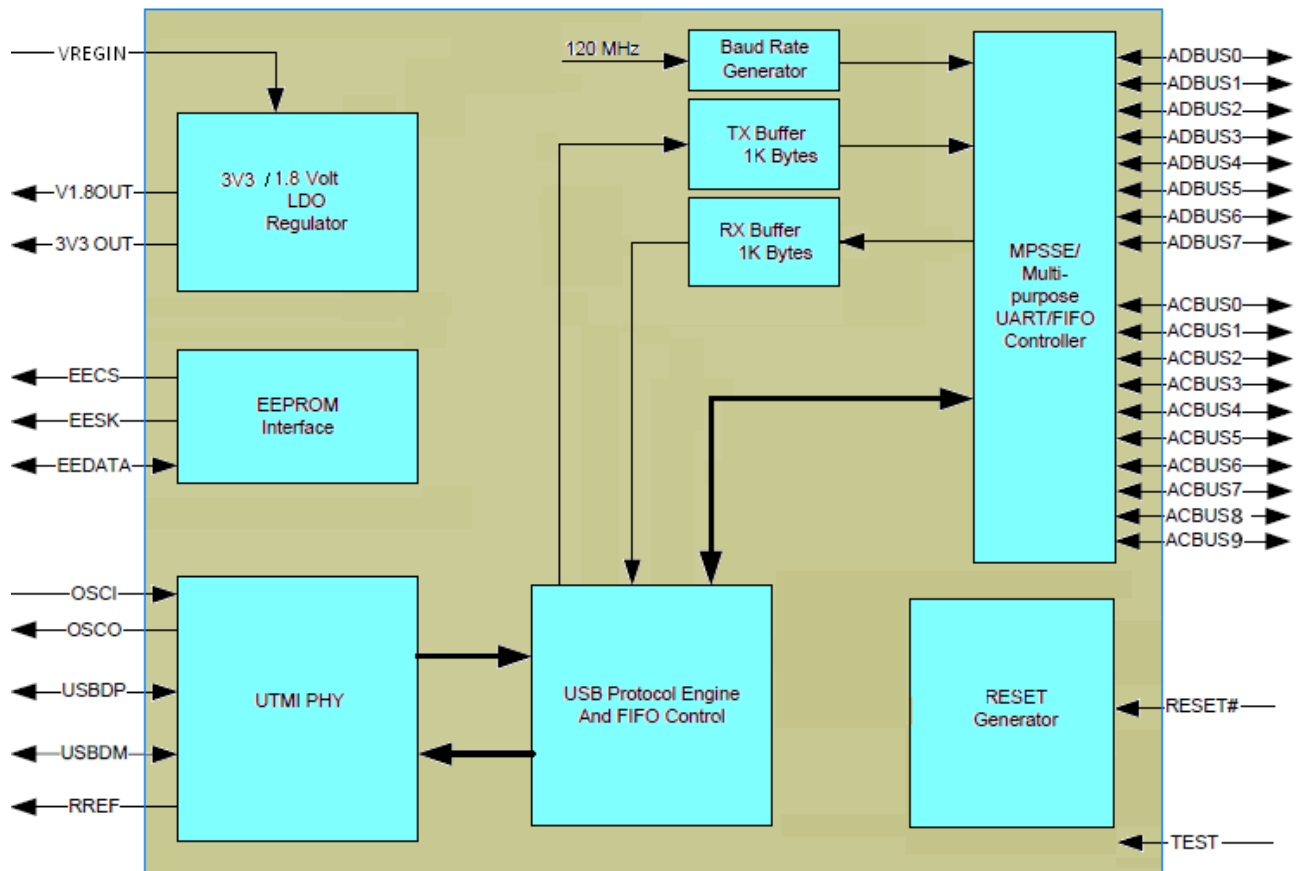 VREGIN
V1.8OUT
3V3 OUT
3V3 / 1.8 Volt
LDO
Regulator
EECS
EESK
EEDATA
EEPROM
Interface
OSCI
OSCO
USBDP
USBDM
RREF
UTMI PHY
120 MHz
Baud Rate
Generator
TX Buffer
1K Bytes
RX Buffer
1K Bytes
USB Protocol Engine
And FIFO Control
MPSSE/
Multi-
purpose
UART/FIFO
Controller
RESET
Generator
ADBUS0
ADBUS1
ADBUS2
ADBUS3
ADBUS4
ADBUS5
ADBUS6
ADBUS7
ACBUS0
ACBUS1
ACBUS2
ACBUS3
ACBUS4
ACBUS5
ACBUS6
ACBUS7
ACBUS8
ACBUS9
RESET#
TEST